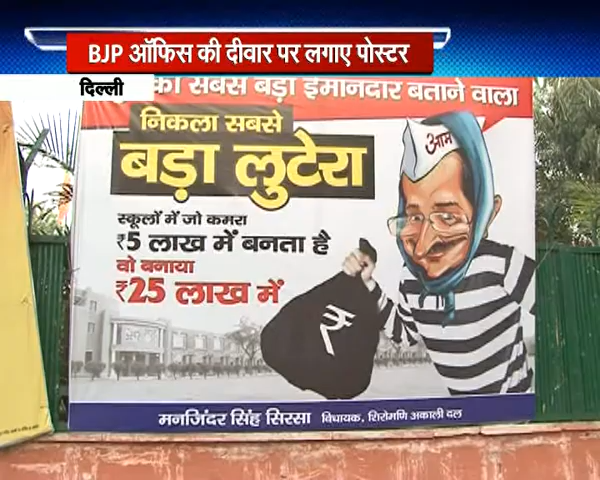 BJP ऑफिस की दीवार पर लगाए पोस्टर
दिल्ली
का सबसे बड़ा इमानदार बताने वाला
निकला सबसे
बड़ा लुटेरा
स्कूलों में जो कमरा
₹5 लाख में बनता है
वो बनाया
₹25 लाख में
आम
₹
मनजिंदर सिंह सिरसा विधायक, शिरोमणि अकाली दल